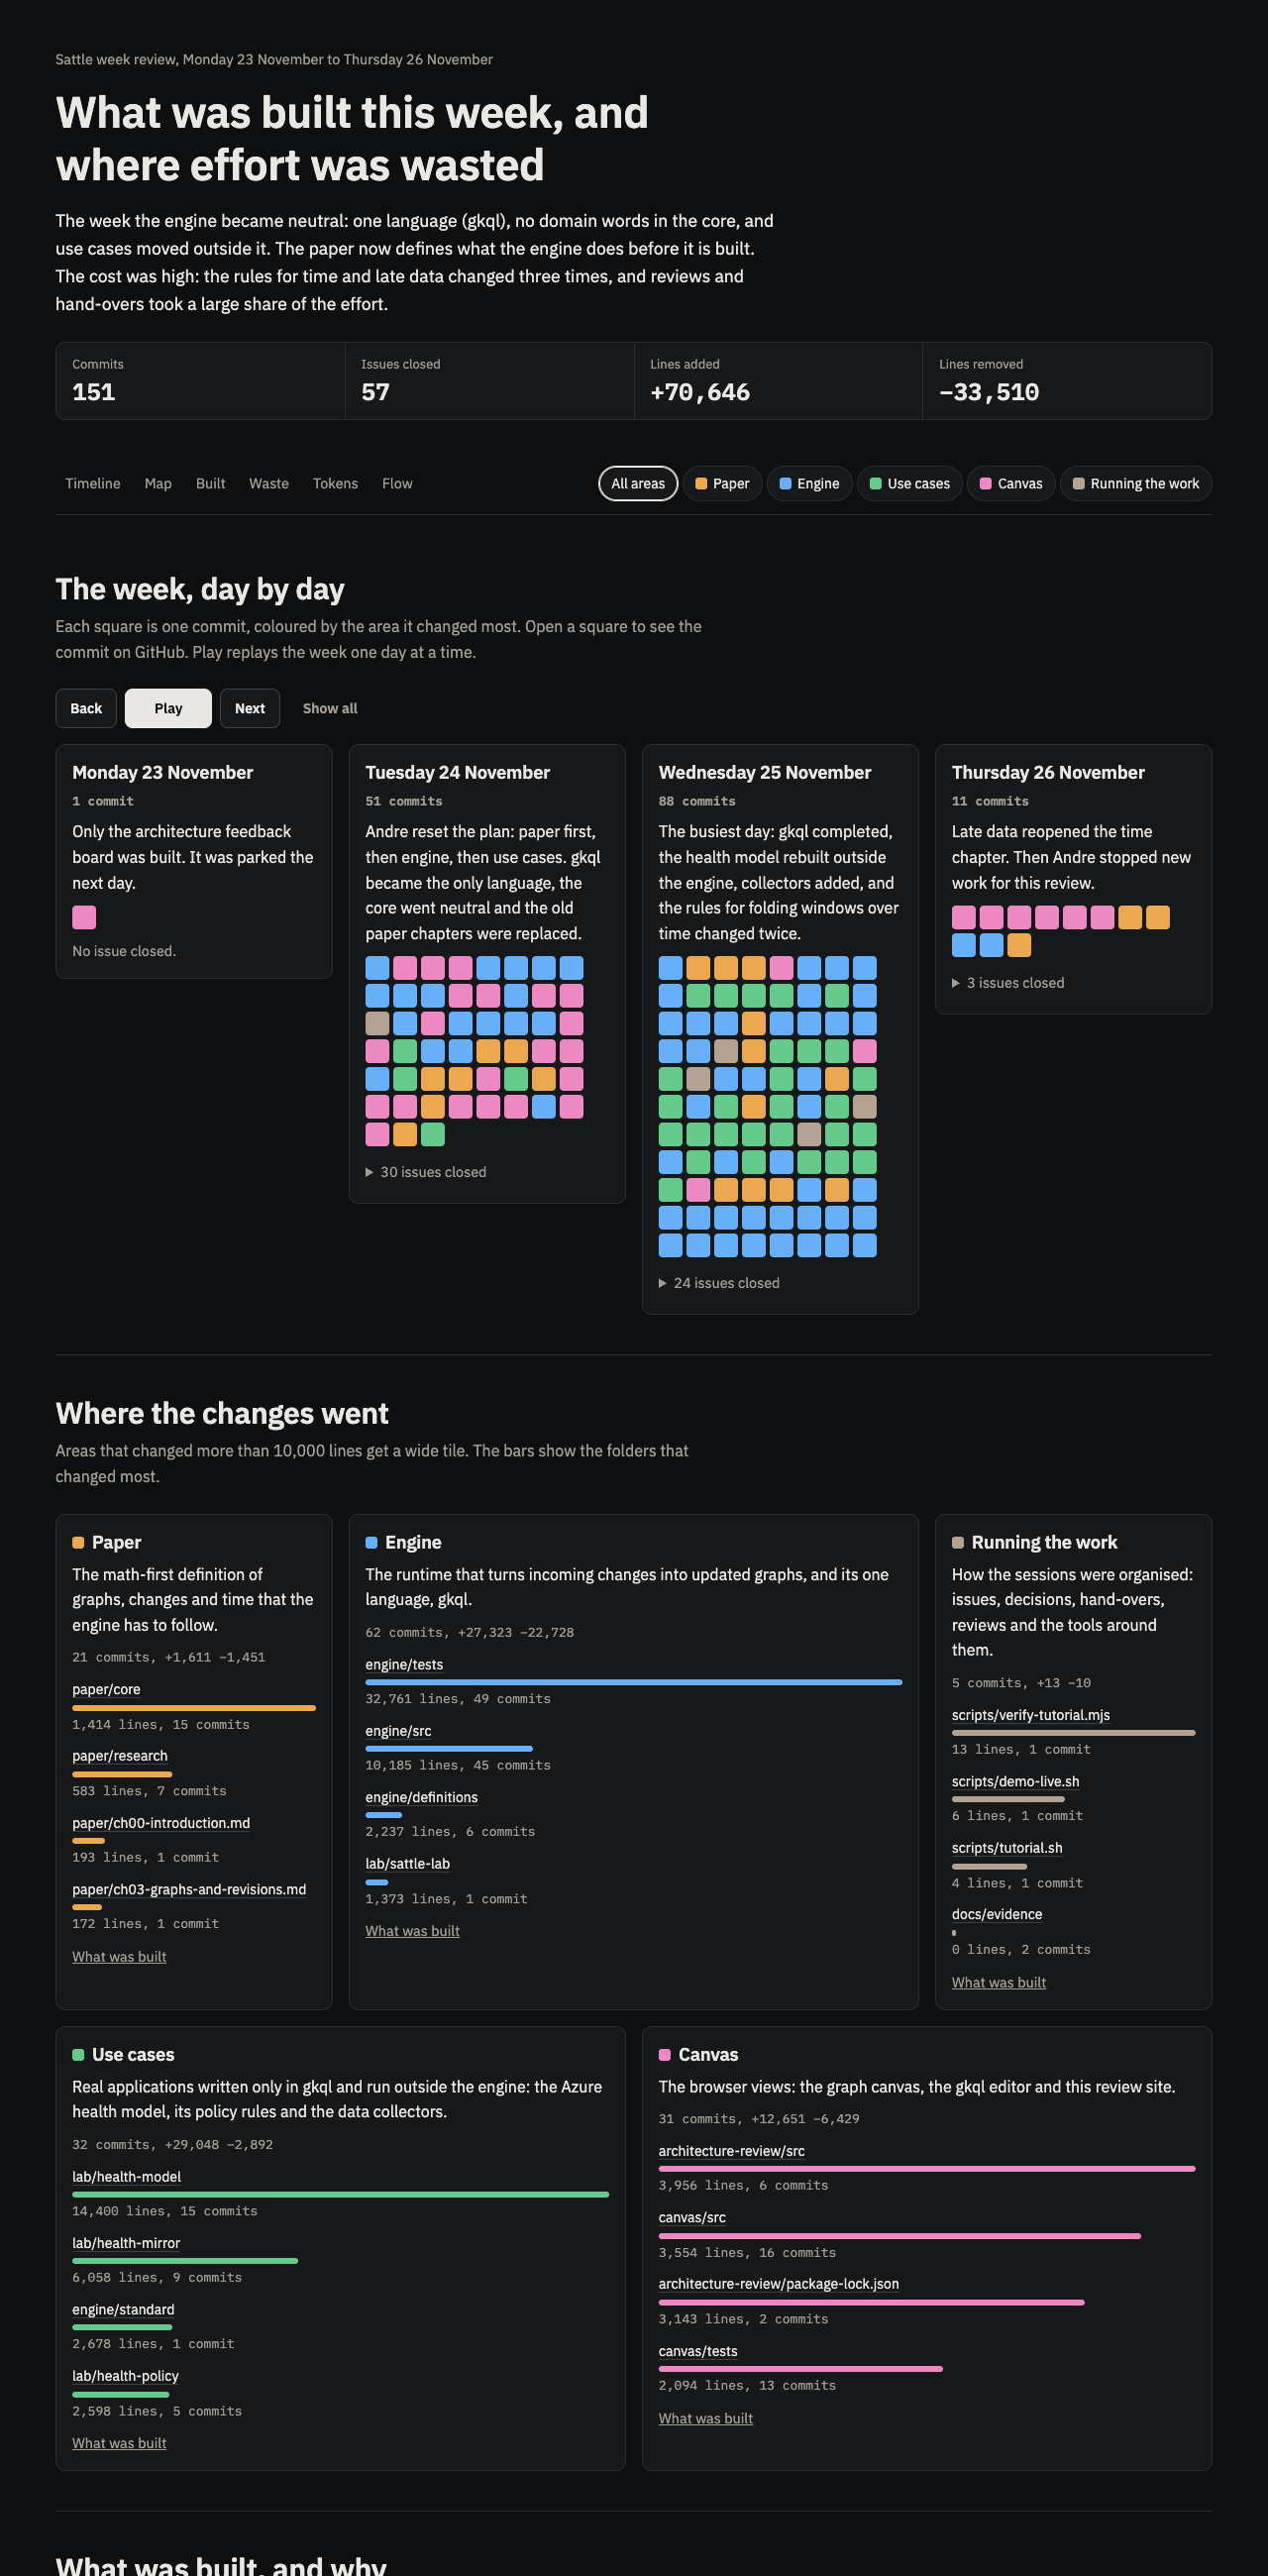 Sattle week review, Monday 23 November to Thursday 26 November
What was built this week, and
where effort was wasted
The week the engine became neutral: one language (gkql), no domain words in the core, and
use cases moved outside it. The paper now defines what the engine does before it is built.
The cost was high: the rules for time and late data changed three times, and reviews and
hand-overs took a large share of the effort.
Commits
151
Issues closed
57
Lines added
+70,646
Lines removed
−33,510
Timeline Map Built Waste Tokens Flow
All areas Paper Engine Use cases Canvas Running the work
The week, day by day
Each square is one commit, coloured by the area it changed most. Open a square to see the
commit on GitHub. Play replays the week one day at a time.
Back Play Next Show all
Monday 23 November
1 commit
Only the architecture feedback
board was built. It was parked the
next day.
No issue closed.
Tuesday 24 November
51 commits
Andre reset the plan: paper first,
then engine, then use cases. gkql
became the only language, the
core went neutral and the old
paper chapters were replaced.
30 issues closed
Wednesday 25 November
88 commits
The busiest day: gkql completed,
the health model rebuilt outside
the engine, collectors added, and
the rules for folding windows over
time changed twice.
24 issues closed
Thursday 26 November
11 commits
Late data reopened the time
chapter. Then Andre stopped new
work for this review.
3 issues closed
Where the changes went
Areas that changed more than 10,000 lines get a wide tile. The bars show the folders that
changed most.
Paper
The math-first definition of
graphs, changes and time that the
engine has to follow.
21 commits, +1,611 −1,451
paper/core
1,414 lines, 15 commits
paper/research
583 lines, 7 commits
paper/ch00-introduction.md
193 lines, 1 commit
paper/ch03-graphs-and-revisions.md
172 lines, 1 commit
What was built
Engine
The runtime that turns incoming changes into updated graphs, and its one
language, gkql.
62 commits, +27,323 −22,728
engine/tests
32,761 lines, 49 commits
engine/src
10,185 lines, 45 commits
engine/definitions
2,237 lines, 6 commits
lab/sattle-lab
1,373 lines, 1 commit
What was built
Running the work
How the sessions were organised:
issues, decisions, hand-overs,
reviews and the tools around
them.
5 commits, +13 −10
scripts/verify-tutorial.mjs
13 lines, 1 commit
scripts/demo-live.sh
6 lines, 1 commit
scripts/tutorial.sh
4 lines, 1 commit
docs/evidence
0 lines, 2 commits
What was built
Use cases
Real applications written only in gkql and run outside the engine: the Azure
health model, its policy rules and the data collectors.
32 commits, +29,048 −2,892
lab/health-model
14,400 lines, 15 commits
lab/health-mirror
6,058 lines, 9 commits
engine/standard
2,678 lines, 1 commit
lab/health-policy
2,598 lines, 5 commits
What was built
Canvas
The browser views: the graph canvas, the gkql editor and this review site.
31 commits, +12,651 −6,429
architecture-review/src
3,956 lines, 6 commits
canvas/src
3,554 lines, 16 commits
architecture-review/package-lock.json
3,143 lines, 2 commits
canvas/tests
2,094 lines, 13 commits
What was built
What was built, and why